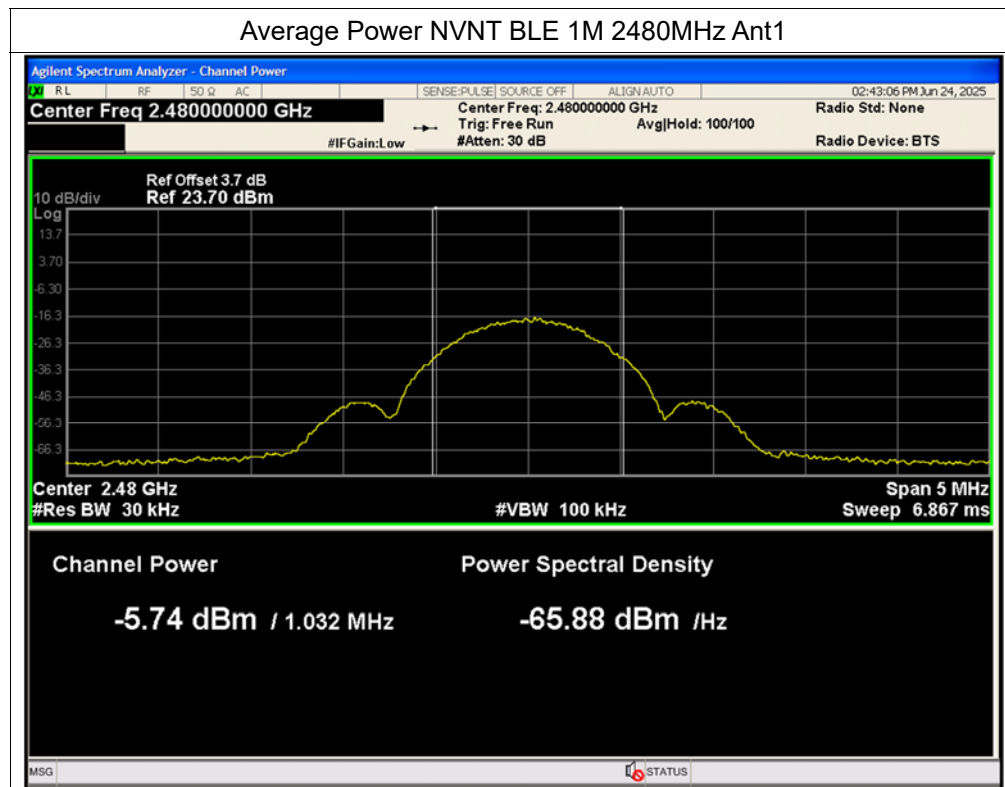 Average Power NVNT BLE 1M 2480MHz Ant1
Agilent Spectrum Analyzer - Channel Power
LXI RL RF 50 Ω AC SENSE:PULSE SOURCE OFF ALIGN AUTO 02:43:06 PM Jun 24, 2025
Center Freq 2.480000000 GHz Center Freq: 2.480000000 GHz Radio Std: None
Trig: Free Run Avg|Hold: 100/100
#IFGain:Low #Atten: 30 dB Radio Device: BTS
Ref Offset 3.7 dB
10 dB/div Ref 23.70 dBm
Log
13.7
3.70
-6.30
-16.3
-26.3
-36.3
-46.3
-56.3
-66.3
Center 2.48 GHz Span 5 MHz
#Res BW 30 kHz #VBW 100 kHz Sweep 6.867 ms
Channel Power Power Spectral Density
-5.74 dBm / 1.032 MHz -65.88 dBm /Hz
MSG STATUS